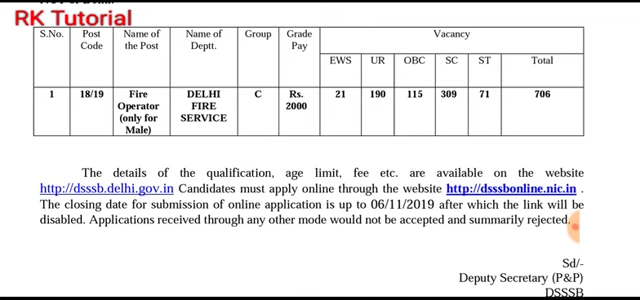 RK Tutorial
S.No. Post Code Name of the Post Name of Deptt. Group Grade Pay Vacancy
EWS UR OBC SC ST Total
1 18/19 Fire Operator (only for Male) DELHI FIRE SERVICE C Rs. 2000 21 190 115 309 71 706
The details of the qualification, age limit, fee etc. are available on the website
http://dsssb.delhi.gov.in Candidates must apply online through the website http://dsssbonline.nic.in .
The closing date for submission of online application is up to 06/11/2019 after which the link will be
disabled. Applications received through any other mode would not be accepted and summarily rejected.
Sd/-
Deputy Secretary (P&P)
DSSSB